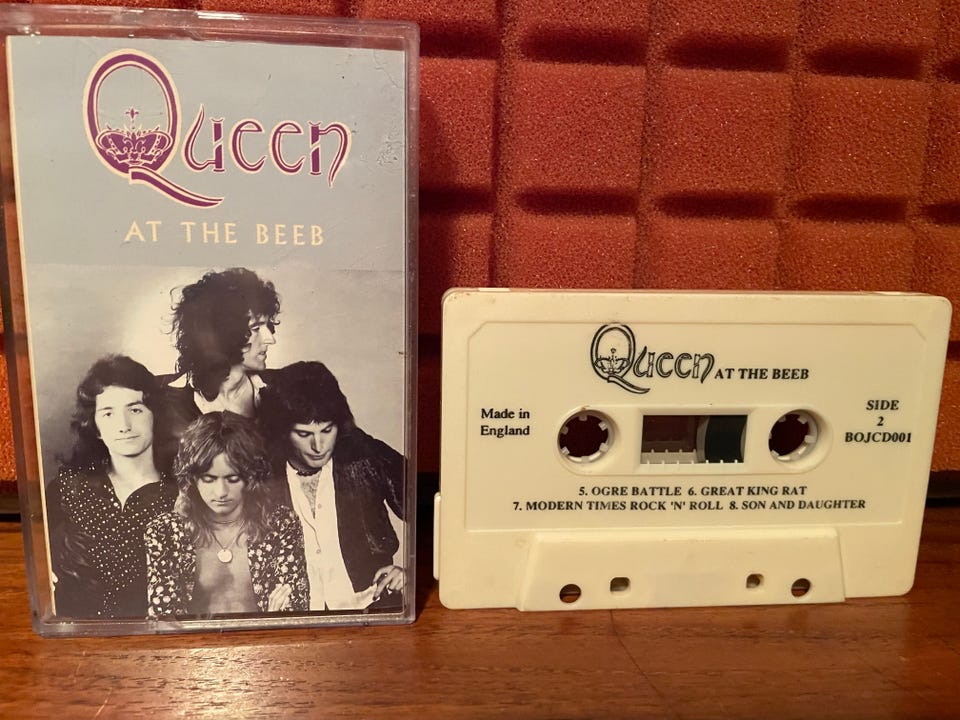 Queen
AT THE BEEB
Queen AT THE BEEB
Made in
England
SIDE
2
BOJCD001
5. OGRE BATTLE 6. GREAT KING RAT
7. MODERN TIMES ROCK 'N' ROLL 8. SON AND DAUGHTER